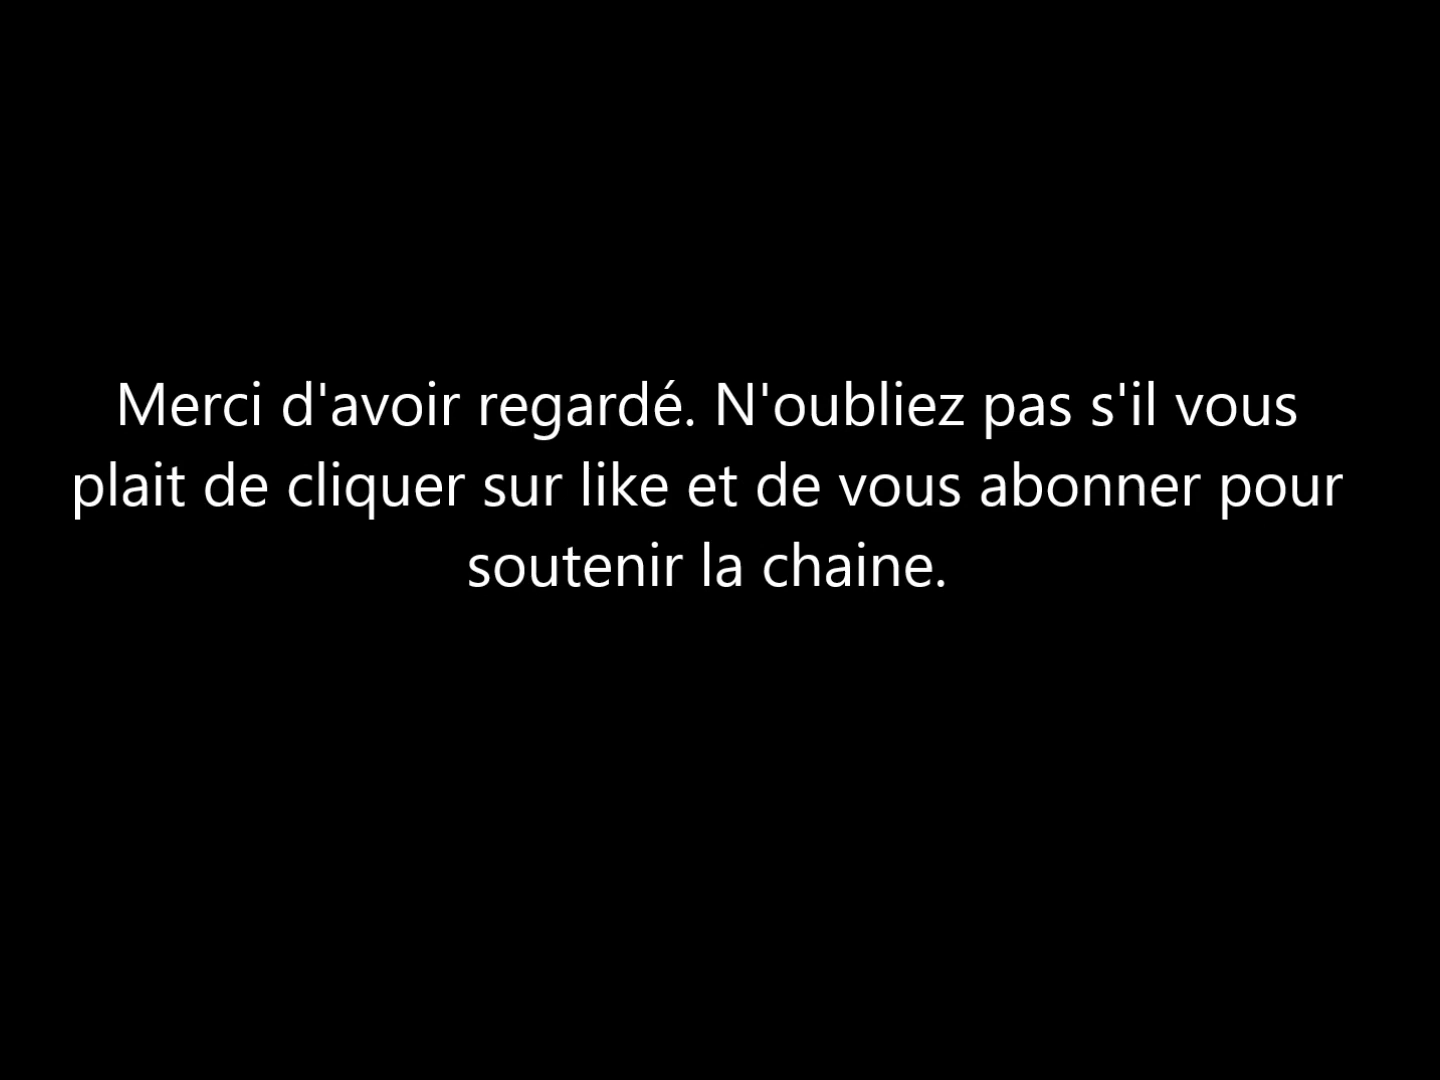 Merci d'avoir regardé. N'oubliez pas s'il vous
plait de cliquer sur like et de vous abonner pour
soutenir la chaine.